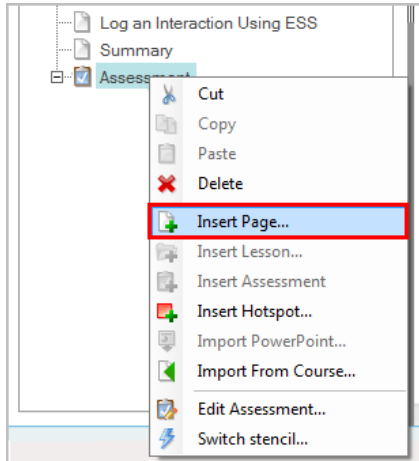 Log an Interaction Using ESS
Summary
Assessment
Cut
Copy
Paste
Delete
Insert Page...
Insert Lesson...
Insert Assessment
Insert Hotspot...
Import PowerPoint...
Import From Course...
Edit Assessment...
Switch stencil...